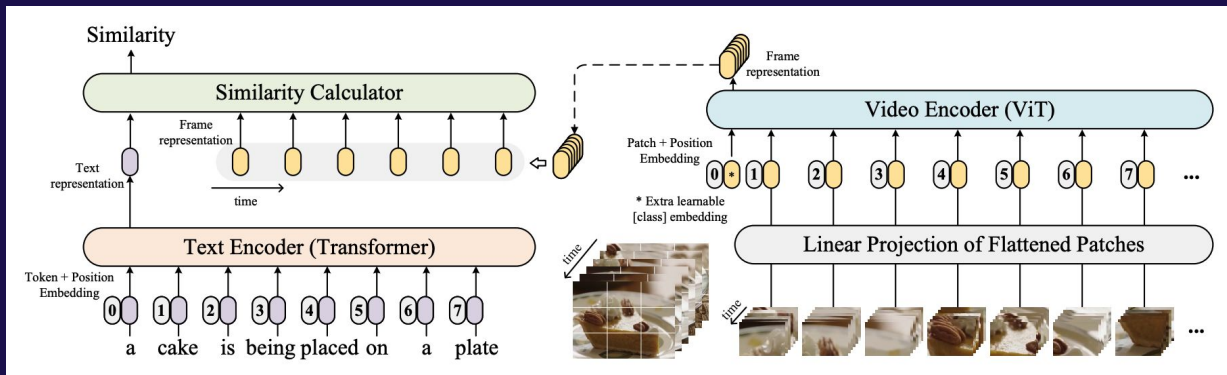 Similarity
Similarity Calculator
Frame
representation
Text
representation
time
Text Encoder (Transformer)
Token + Position
Embedding
0 1 2 3 4 5 6 7
a cake is being placed on a plate
Frame
representation
Video Encoder (ViT)
Patch + Position
Embedding
0 * 1 2 3 4 5 6 7 ...
* Extra learnable
[class] embedding
Linear Projection of Flattened Patches
time
time
...